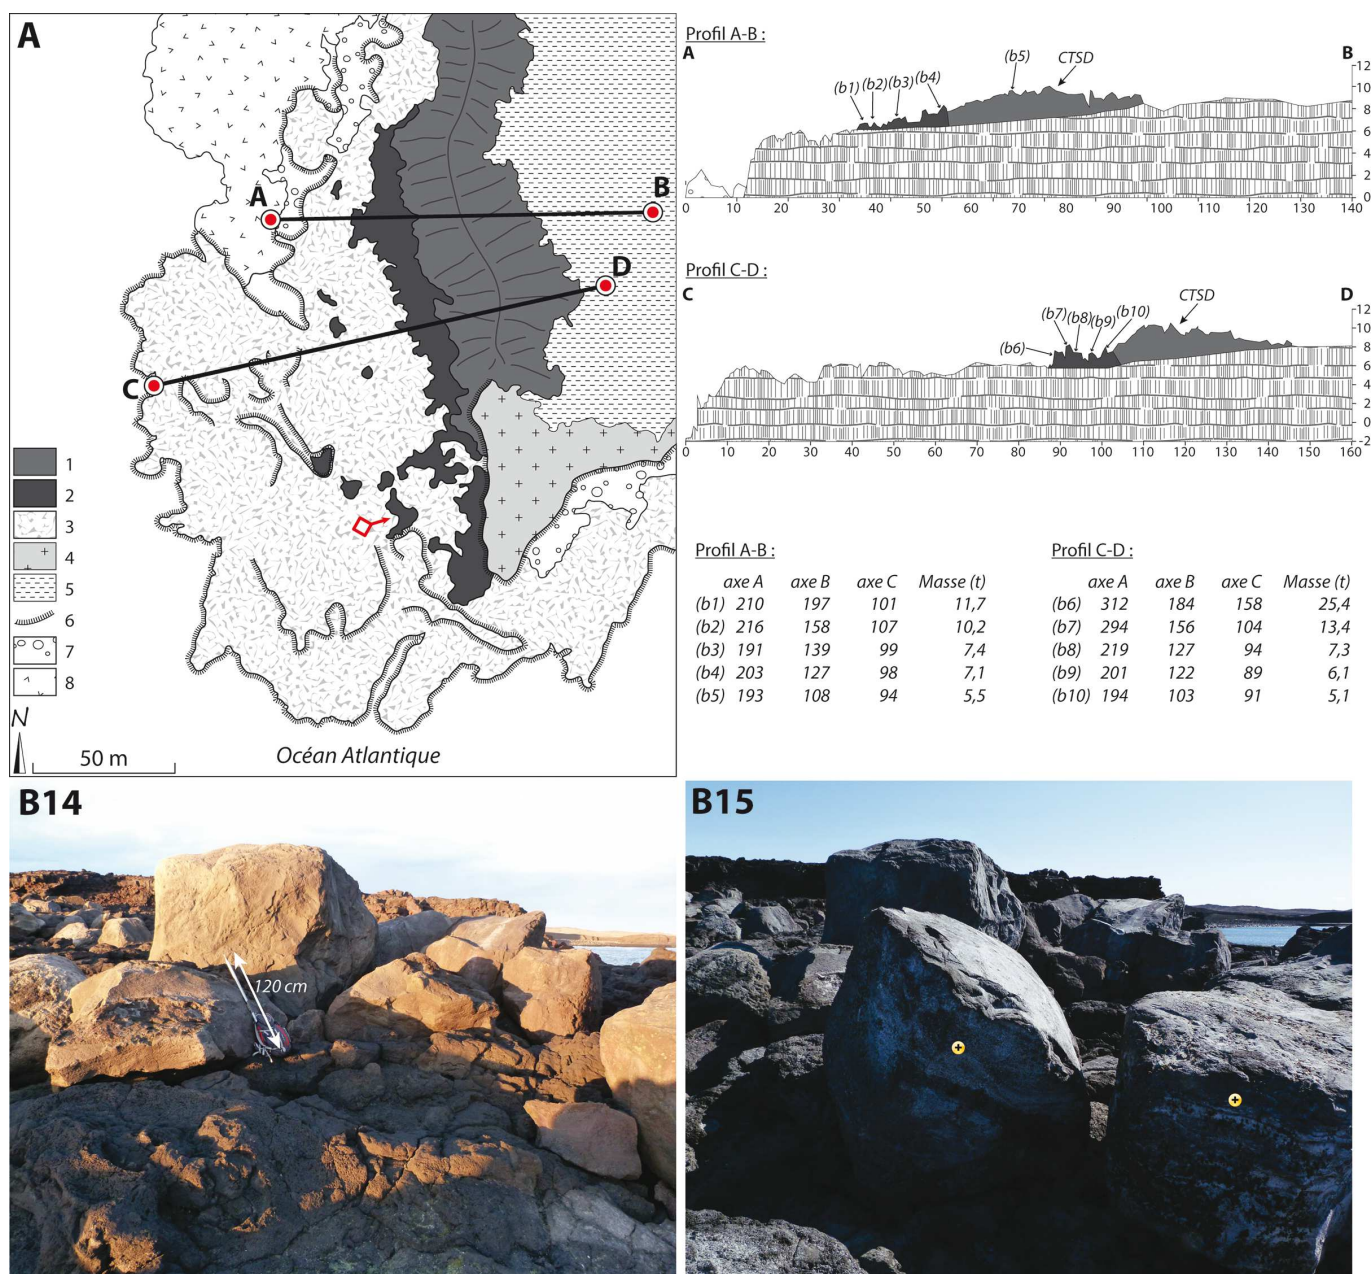 A
A
B
C
D
1
2
3
4
5
6
7
8
N
50 m
Océan Atlantique
Profil A-B :
A
B
(b1) (b2) (b3) (b4)
(b5)
CTSD
12
10
8
6
4
2
0
0 10 20 30 40 50 60 70 80 90 100 110 120 130 140
Profil C-D :
C
D
(b6)
(b7) (b8) (b9) (b10)
CTSD
12
10
8
6
4
2
0
-2
0 10 20 30 40 50 60 70 80 90 100 110 120 130 140 150 160
Profil A-B :
axe A axe B axe C Masse (t)
(b1) 210 197 101 11,7
(b2) 216 158 107 10,2
(b3) 191 139 99 7,4
(b4) 203 127 98 7,1
(b5) 193 108 94 5,5
Profil C-D :
axe A axe B axe C Masse (t)
(b6) 312 184 158 25,4
(b7) 294 156 104 13,4
(b8) 219 127 94 7,3
(b9) 201 122 89 6,1
(b10) 194 103 91 5,1
B14
120 cm
B15